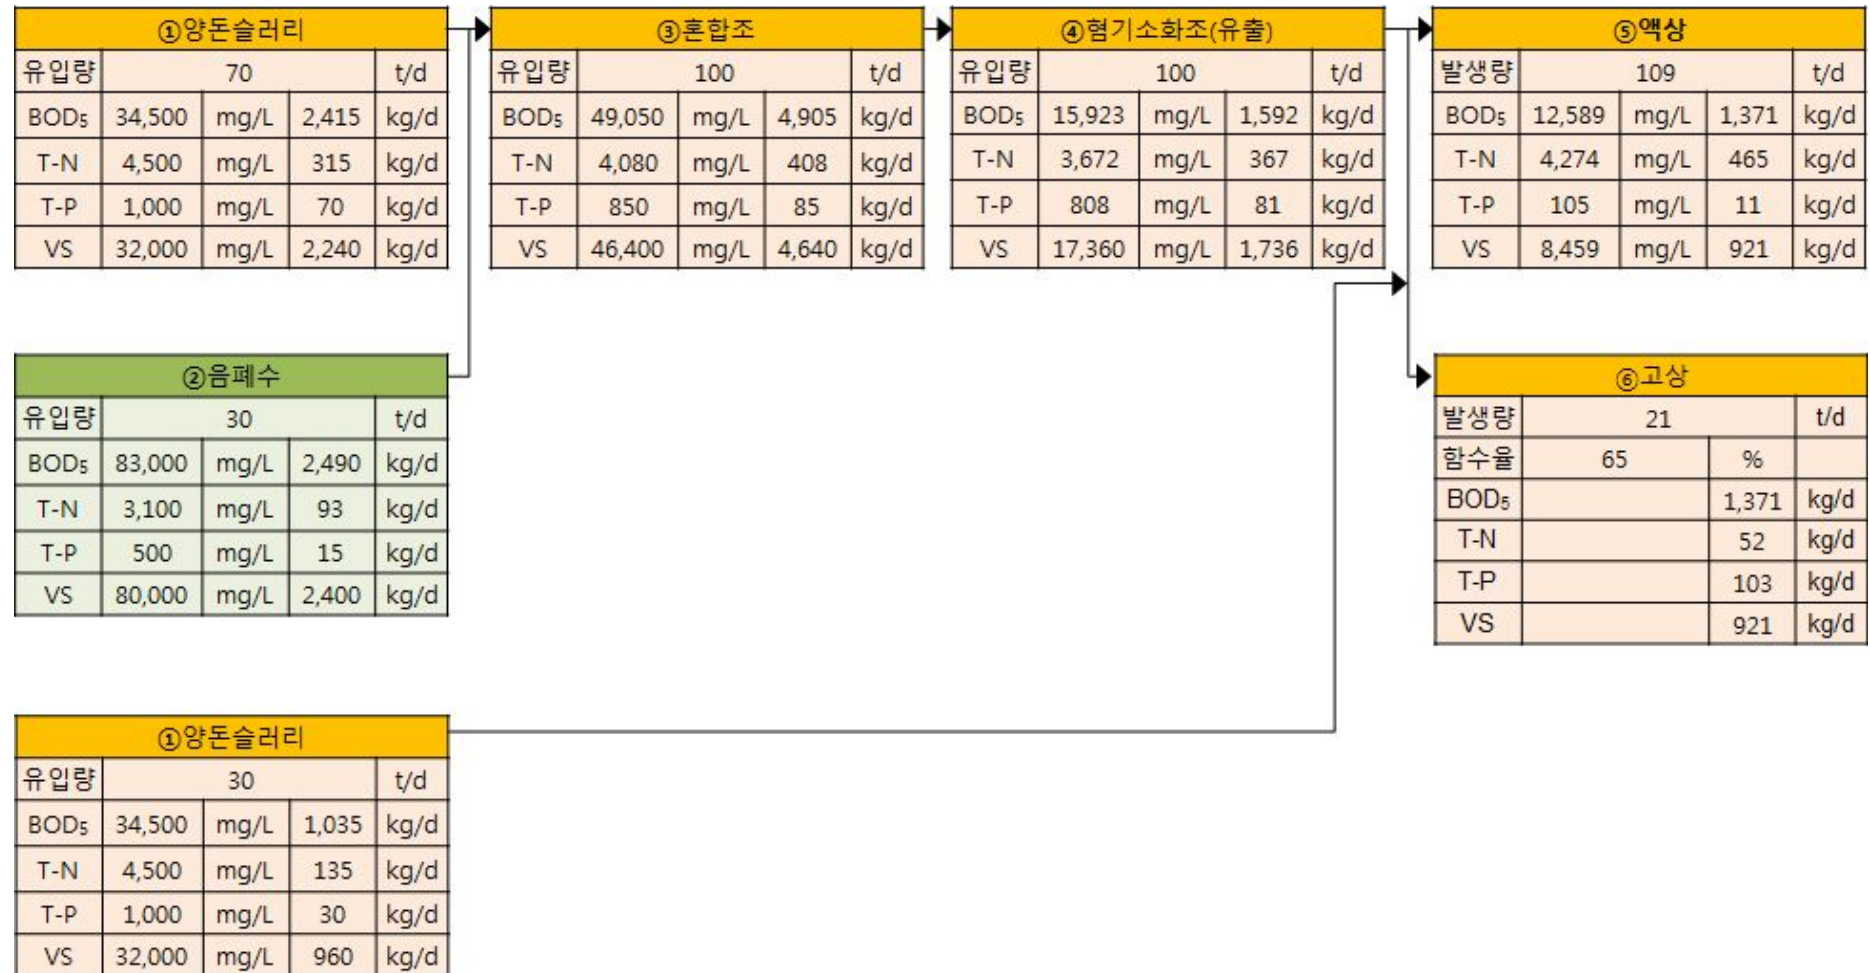 ①양돈슬러리
유입량 70 t/d
BOD₅ 34,500 mg/L 2,415 kg/d
T-N 4,500 mg/L 315 kg/d
T-P 1,000 mg/L 70 kg/d
VS 32,000 mg/L 2,240 kg/d
③혼합조
유입량 100 t/d
BOD₅ 49,050 mg/L 4,905 kg/d
T-N 4,080 mg/L 408 kg/d
T-P 850 mg/L 85 kg/d
VS 46,400 mg/L 4,640 kg/d
④혐기소화조(유출)
유입량 100 t/d
BOD₅ 15,923 mg/L 1,592 kg/d
T-N 3,672 mg/L 367 kg/d
T-P 808 mg/L 81 kg/d
VS 17,360 mg/L 1,736 kg/d
⑤액상
발생량 109 t/d
BOD₅ 12,589 mg/L 1,371 kg/d
T-N 4,274 mg/L 465 kg/d
T-P 105 mg/L 11 kg/d
VS 8,459 mg/L 921 kg/d
②음폐수
유입량 30 t/d
BOD₅ 83,000 mg/L 2,490 kg/d
T-N 3,100 mg/L 93 kg/d
T-P 500 mg/L 15 kg/d
VS 80,000 mg/L 2,400 kg/d
⑥고상
발생량 21 t/d
함수율 65 %
BOD₅ 1,371 kg/d
T-N 52 kg/d
T-P 103 kg/d
VS 921 kg/d
①양돈슬러리
유입량 30 t/d
BOD₅ 34,500 mg/L 1,035 kg/d
T-N 4,500 mg/L 135 kg/d
T-P 1,000 mg/L 30 kg/d
VS 32,000 mg/L 960 kg/d